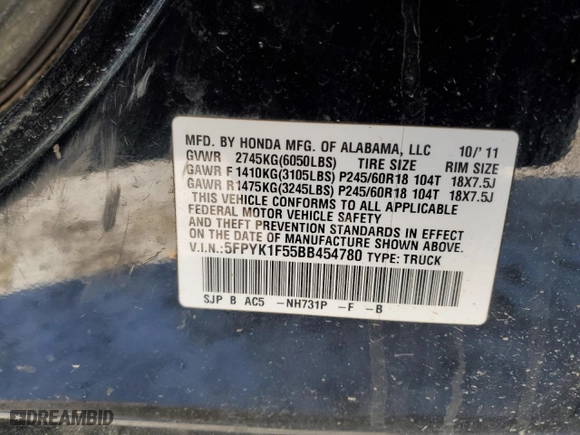 MFD. BY HONDA MFG. OF ALABAMA, LLC 10/'11
GVWR 2745KG(6050LBS) TIRE SIZE RIM SIZE
GAWR F 1410KG(3105LBS) P245/60R18 104T 18X7.5J
GAWR R 1475KG(3245LBS) P245/60R18 104T 18X7.5J
THIS VEHICLE CONFORMS TO ALL APPLICABLE
FEDERAL MOTOR VEHICLE SAFETY
AND THEFT PREVENTION STANDARDS IN EFFECT
ON THE DATE OF MANUFACTURE SHOWN ABOVE.
V.I.N.:5FPYK1F55BB454780 TYPE: TRUCK
SJP B AC5 -NH731P -F -B
DREAMBID